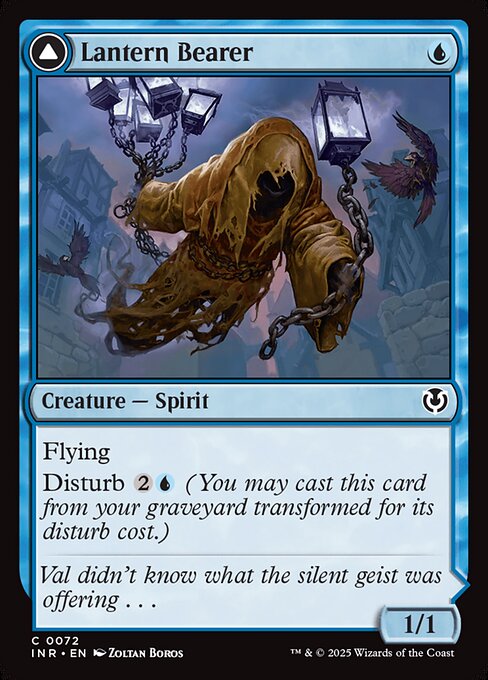 Lantern Bearer
Creature — Spirit
Flying
Disturb 2 (You may cast this card
from your graveyard transformed for its
disturb cost.)
Val didn't know what the silent geist was
offering . . .
1/1
C 0072
INR • EN Zoltan Boros
™ & © 2025 Wizards of the Coast